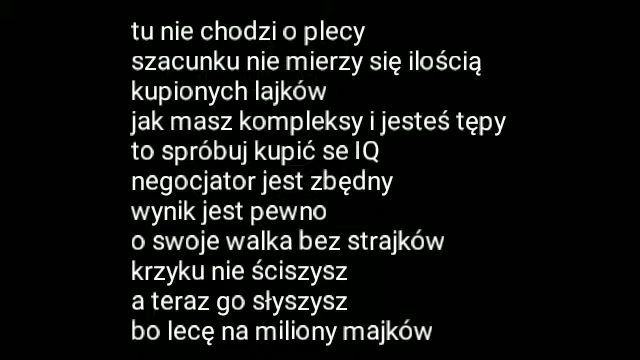 tu nie chodzi o plecy
szacunku nie mierzy się ilością
kupionych lajków
jak masz kompleksy i jesteś tępy
to spróbuj kupić se IQ
negocjator jest zbędny
wynik jest pewno
o swoje walka bez strajków
krzyku nie ściszysz
a teraz go słyszysz
bo lecę na miliony majków